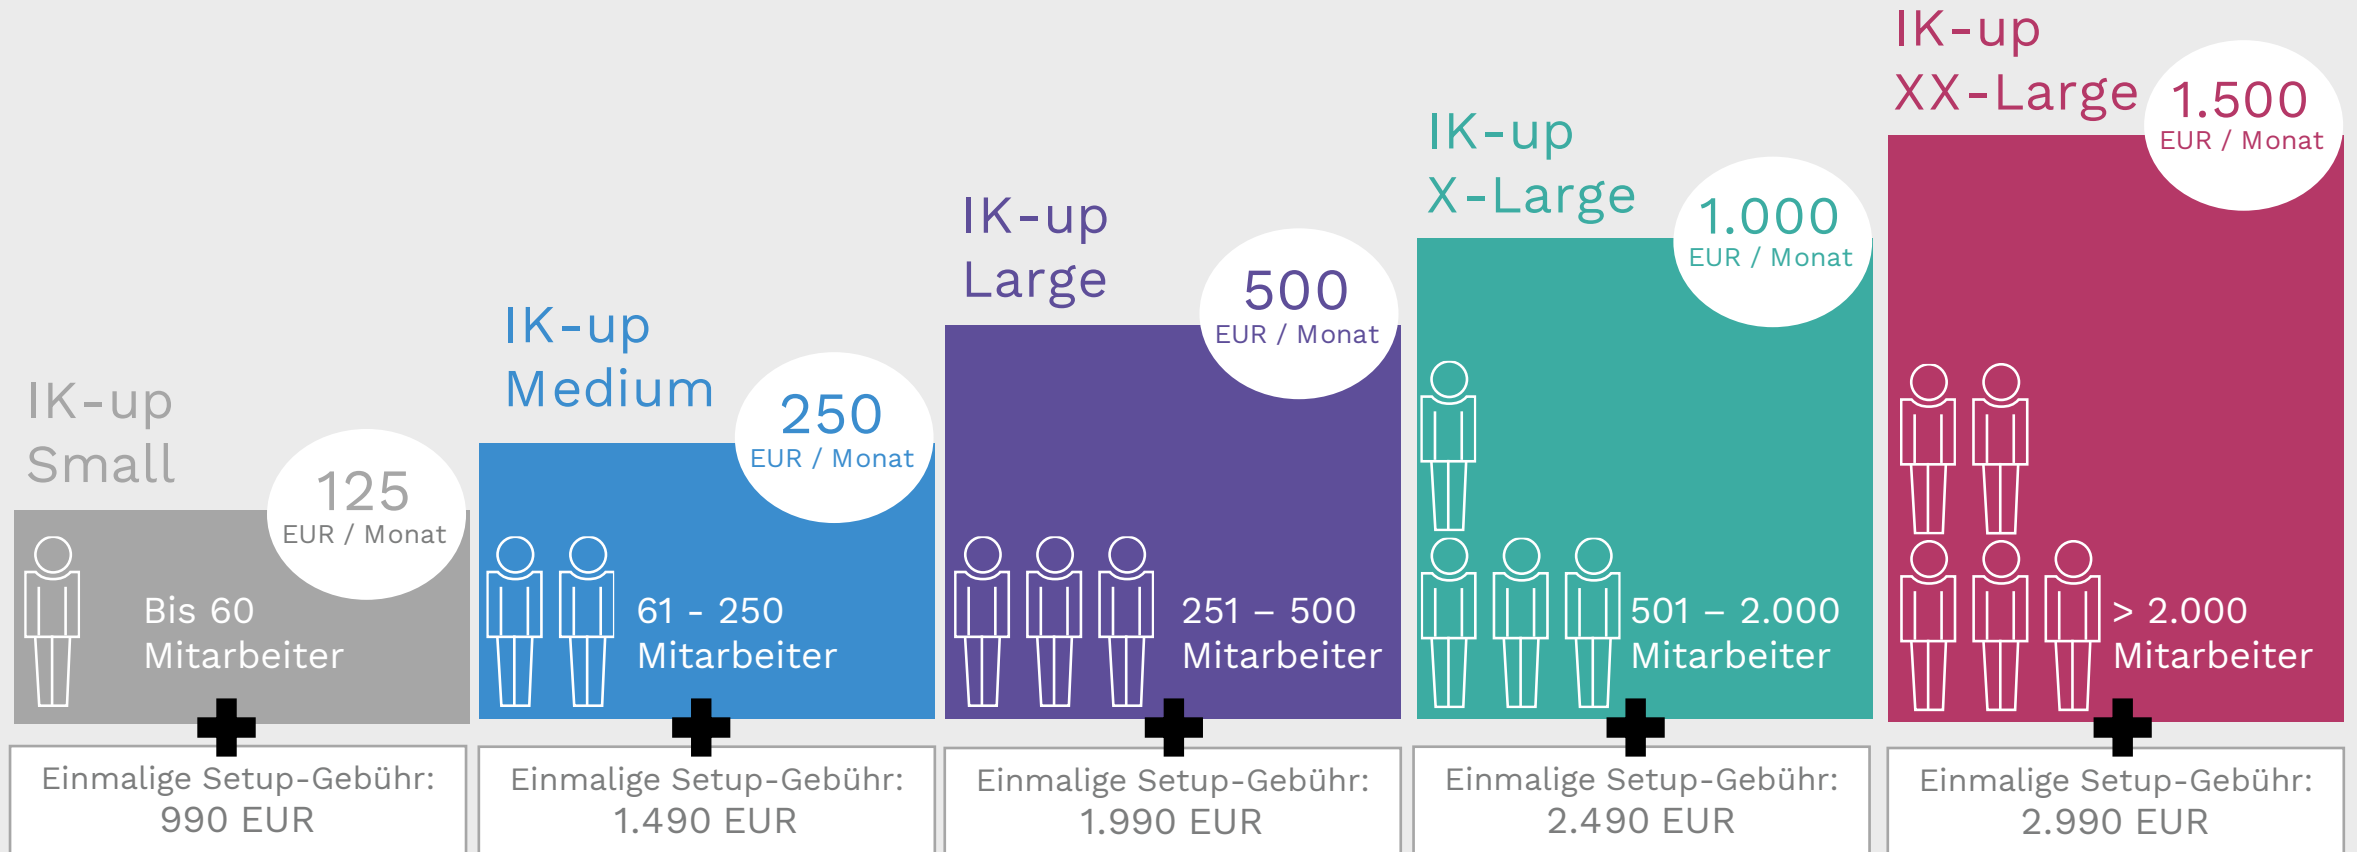 IK-up
Small
125
EUR / Monat
Bis 60
Mitarbeiter
Einmalige Setup-Gebühr:
990 EUR
IK-up
Medium
250
EUR / Monat
61 - 250
Mitarbeiter
Einmalige Setup-Gebühr:
1.490 EUR
IK-up
Large
500
EUR / Monat
251 – 500
Mitarbeiter
Einmalige Setup-Gebühr:
1.990 EUR
IK-up
X-Large
1.000
EUR / Monat
501 – 2.000
Mitarbeiter
Einmalige Setup-Gebühr:
2.490 EUR
IK-up
XX-Large
1.500
EUR / Monat
> 2.000
Mitarbeiter
Einmalige Setup-Gebühr:
2.990 EUR